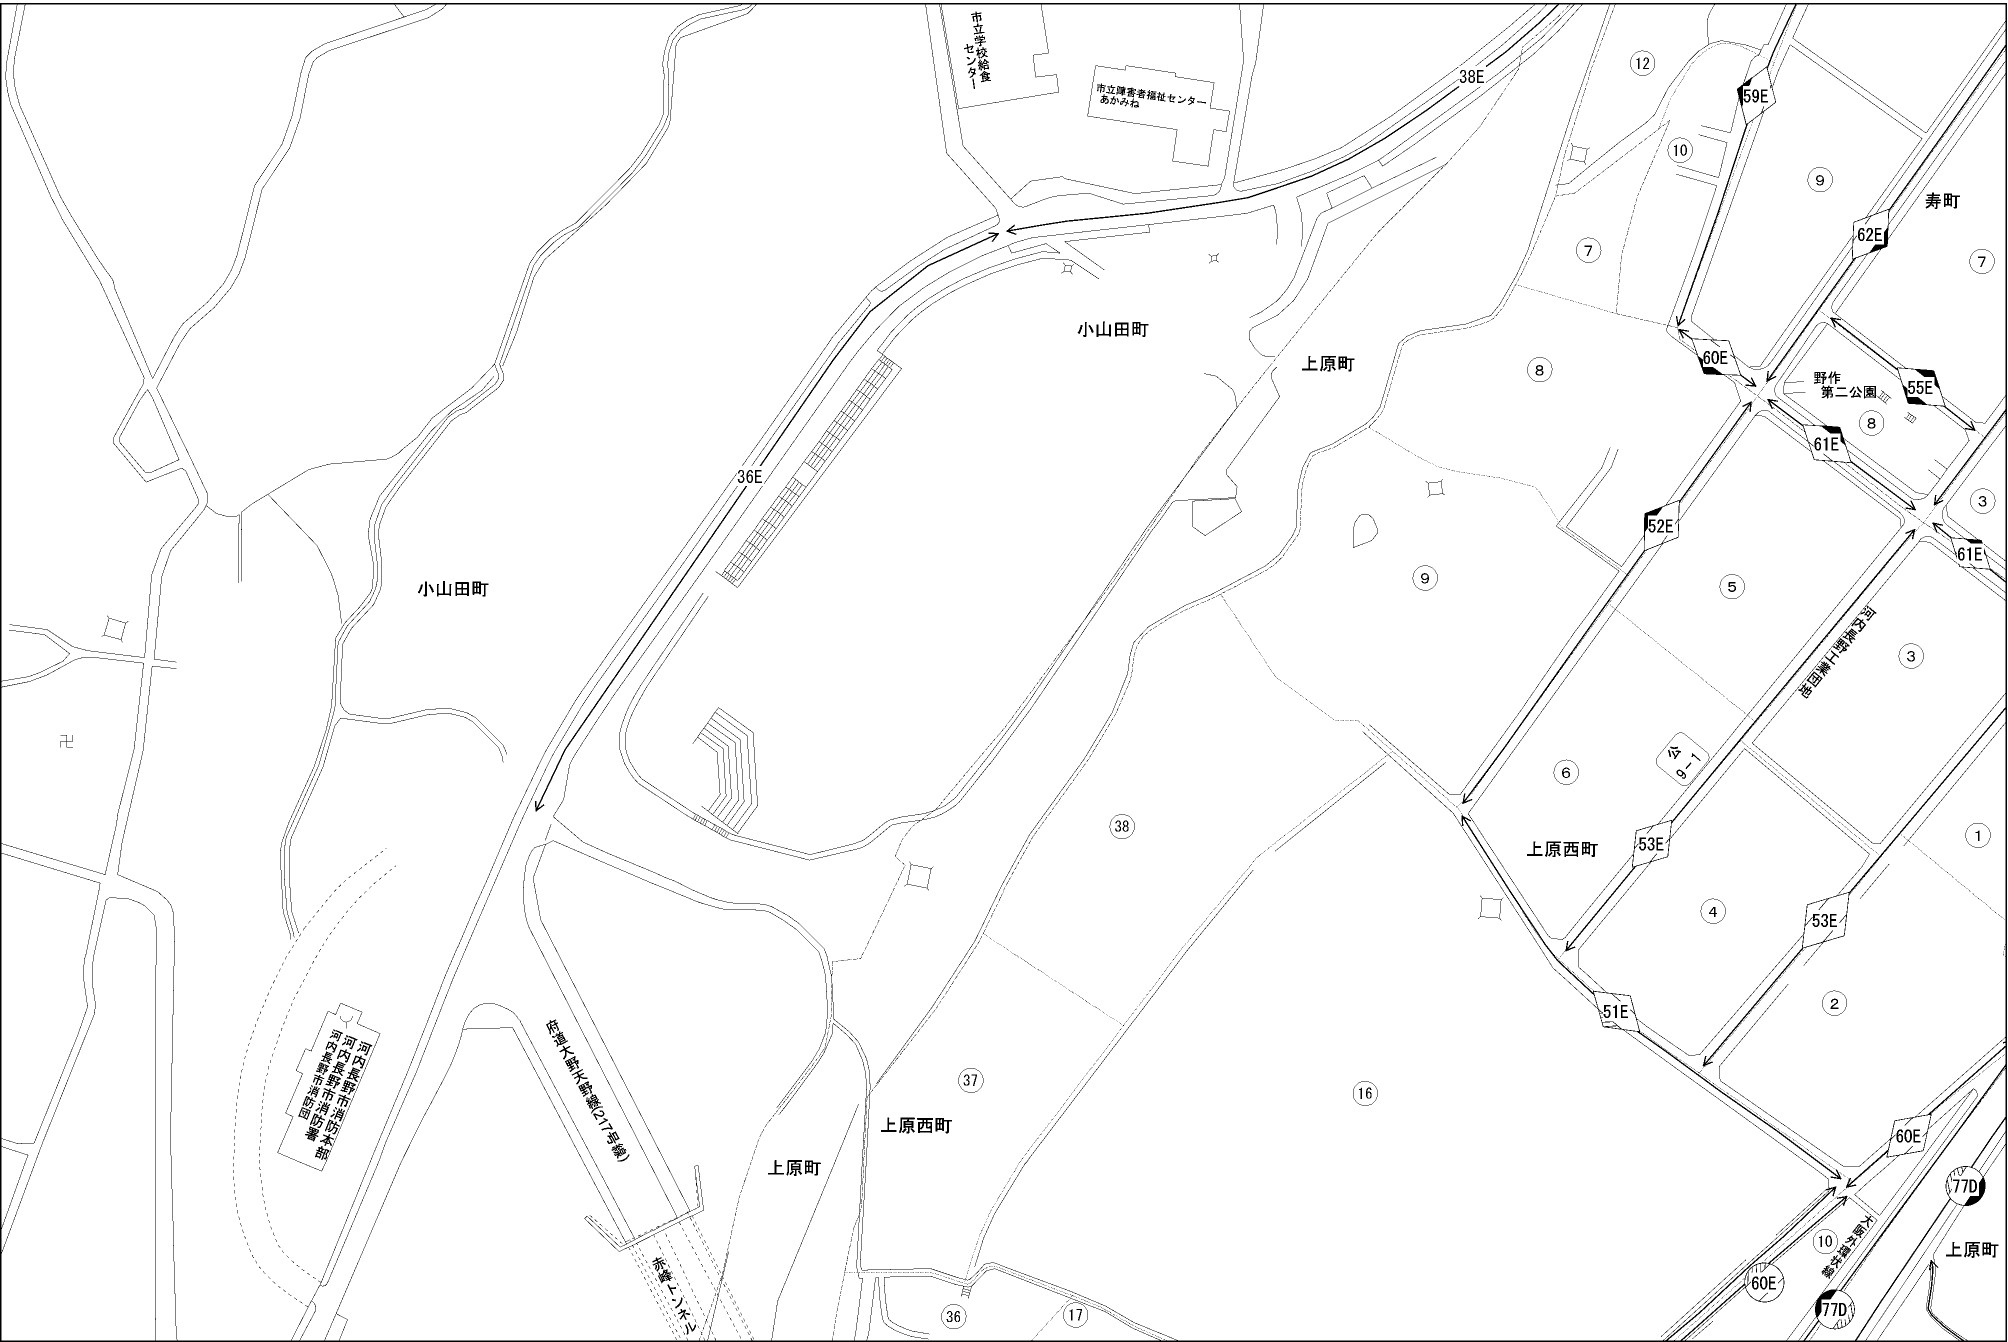 市立学校給食
センター
市立障害者福祉センター
あかみね
38E
12
59E
10
9
寿町
62E
7
7
小山田町
上原町
8
60E
野作
第二公園
55E
8
61E
36E
52E
3
61E
9
5
小山田町
河内長野工業団地
3
公
9-1
6
38
1
上原西町
53E
4
53E
2
51E
河内長野市消防本部
河内長野市消防署
河内長野市消防団
府道大野天野線(217号線)
37
16
上原西町
60E
上原町
77D
大阪外環状線
10
上原町
赤峰トンネル
60E
77D
36
17